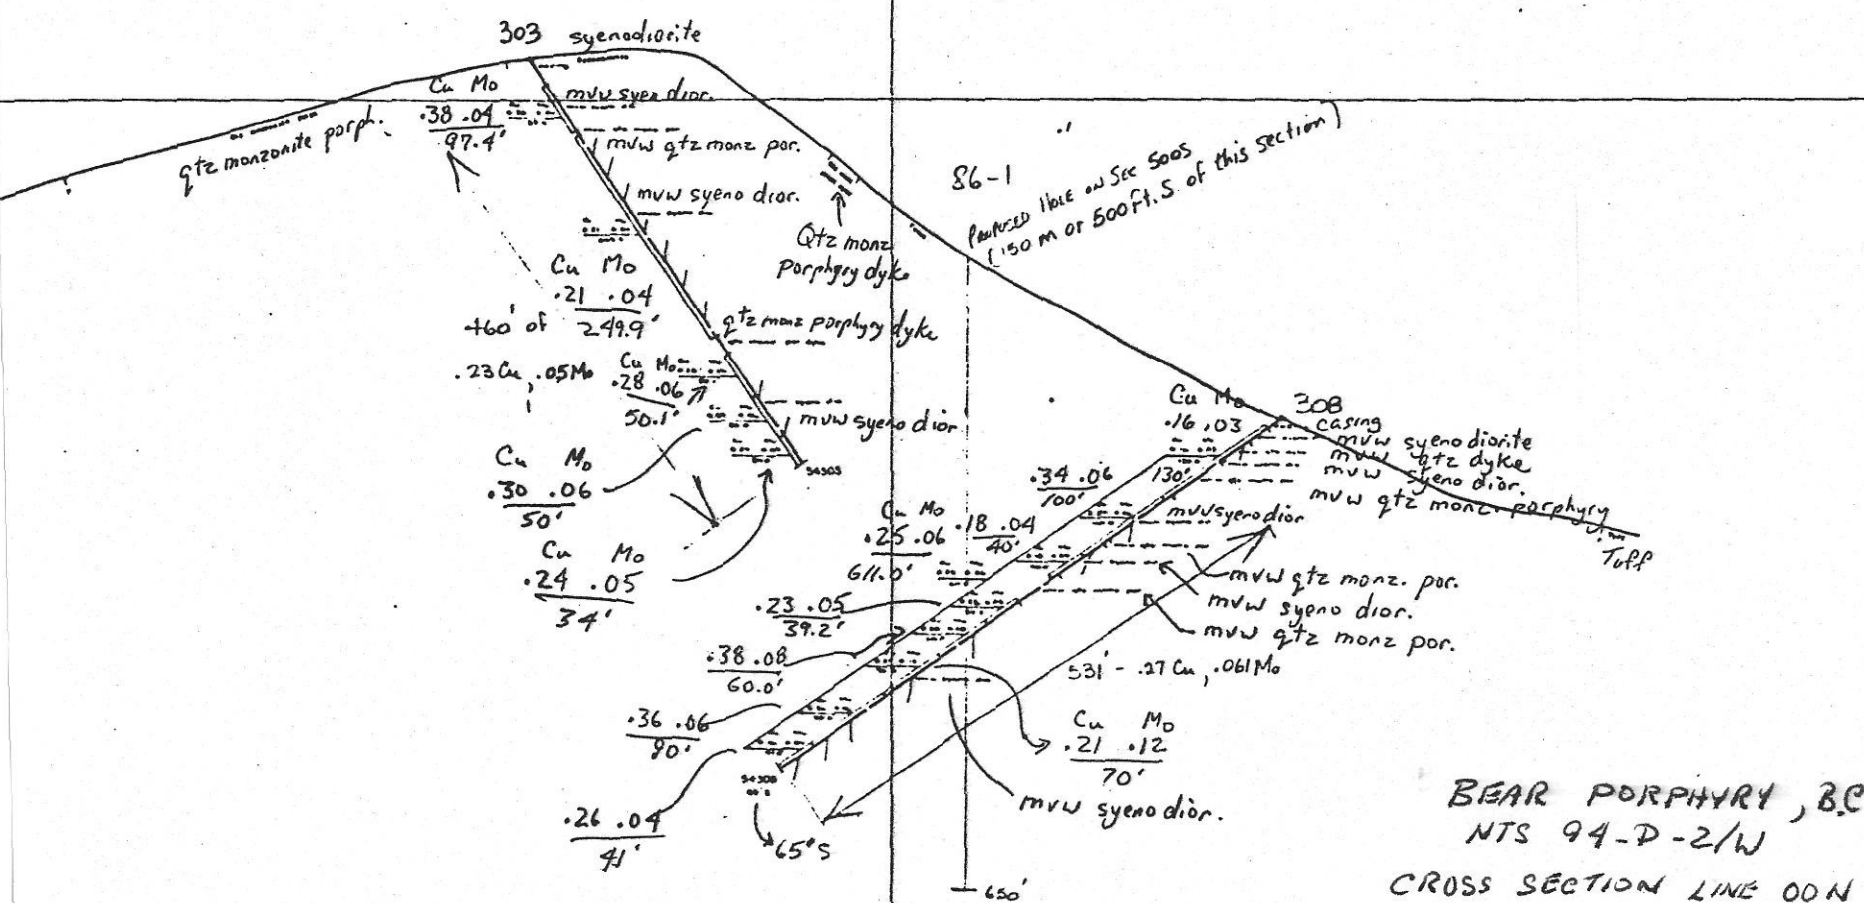 303 syenodiorite
Cu Mo
.38 .04
97.4'
qtz monzonite porph.
mvw syen dior.
mvw qtz monz por.
mvw syeno dior.
Qtz monz
porphyry dyke
86-1
Proposed Hole on Sec 500S
(150 m or 500 ft. S. of this section)
Cu Mo
.21 .04
249.9'
460' of
.23 Cu, .05 Mo
qtz monz porphyry dyke
Cu Mo
.28 .06
50.1'
mvw syeno dior
Cu Mo
.30 .06
50'
Cu Mo
.24 .05
34'
Cu Mo
.16 .03
130'
308
casing
mvw syenodiorite
mvw qtz dyke
mvw syeno dior.
mvw qtz monz. porphyry
Tuff
.34 .06
100'
mvw syeno dior
Cu Mo
.25 .06
611.0'
.18 .04
40'
mvw qtz monz. por.
mvw syeno dior.
mvw qtz monz por.
.23 .05
39.2'
531' - .27 Cu, .061 Mo
.38 .08
60.0'
.36 .06
80'
Cu Mo
.21 .12
70'
mvw syeno dior.
.26 .04
41'
65°S
650'
BEAR PORPHYRY, B.C
NTS 94-D-2/W
CROSS SECTION LINE 00N